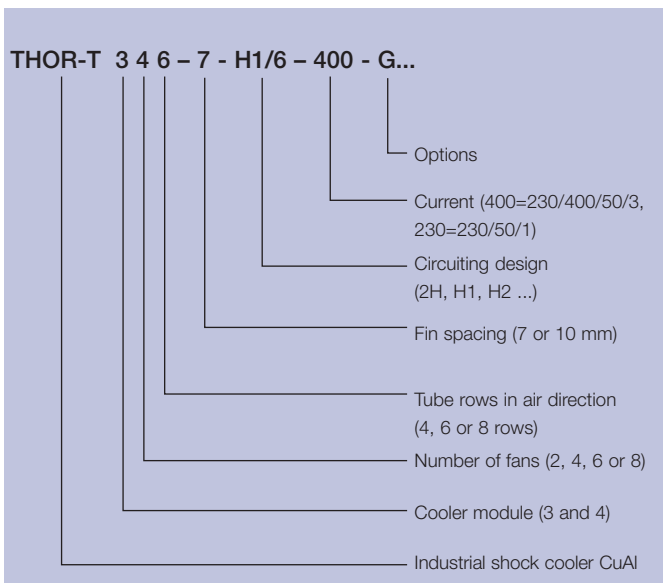 THOR-T 3 4 6 – 7 - H1/6 – 400 - G...
Options
Current (400=230/400/50/3,
230=230/50/1)
Circuiting design
(2H, H1, H2 ...)
Fin spacing (7 or 10 mm)
Tube rows in air direction
(4, 6 or 8 rows)
Number of fans (2, 4, 6 or 8)
Cooler module (3 and 4)
Industrial shock cooler CuAl